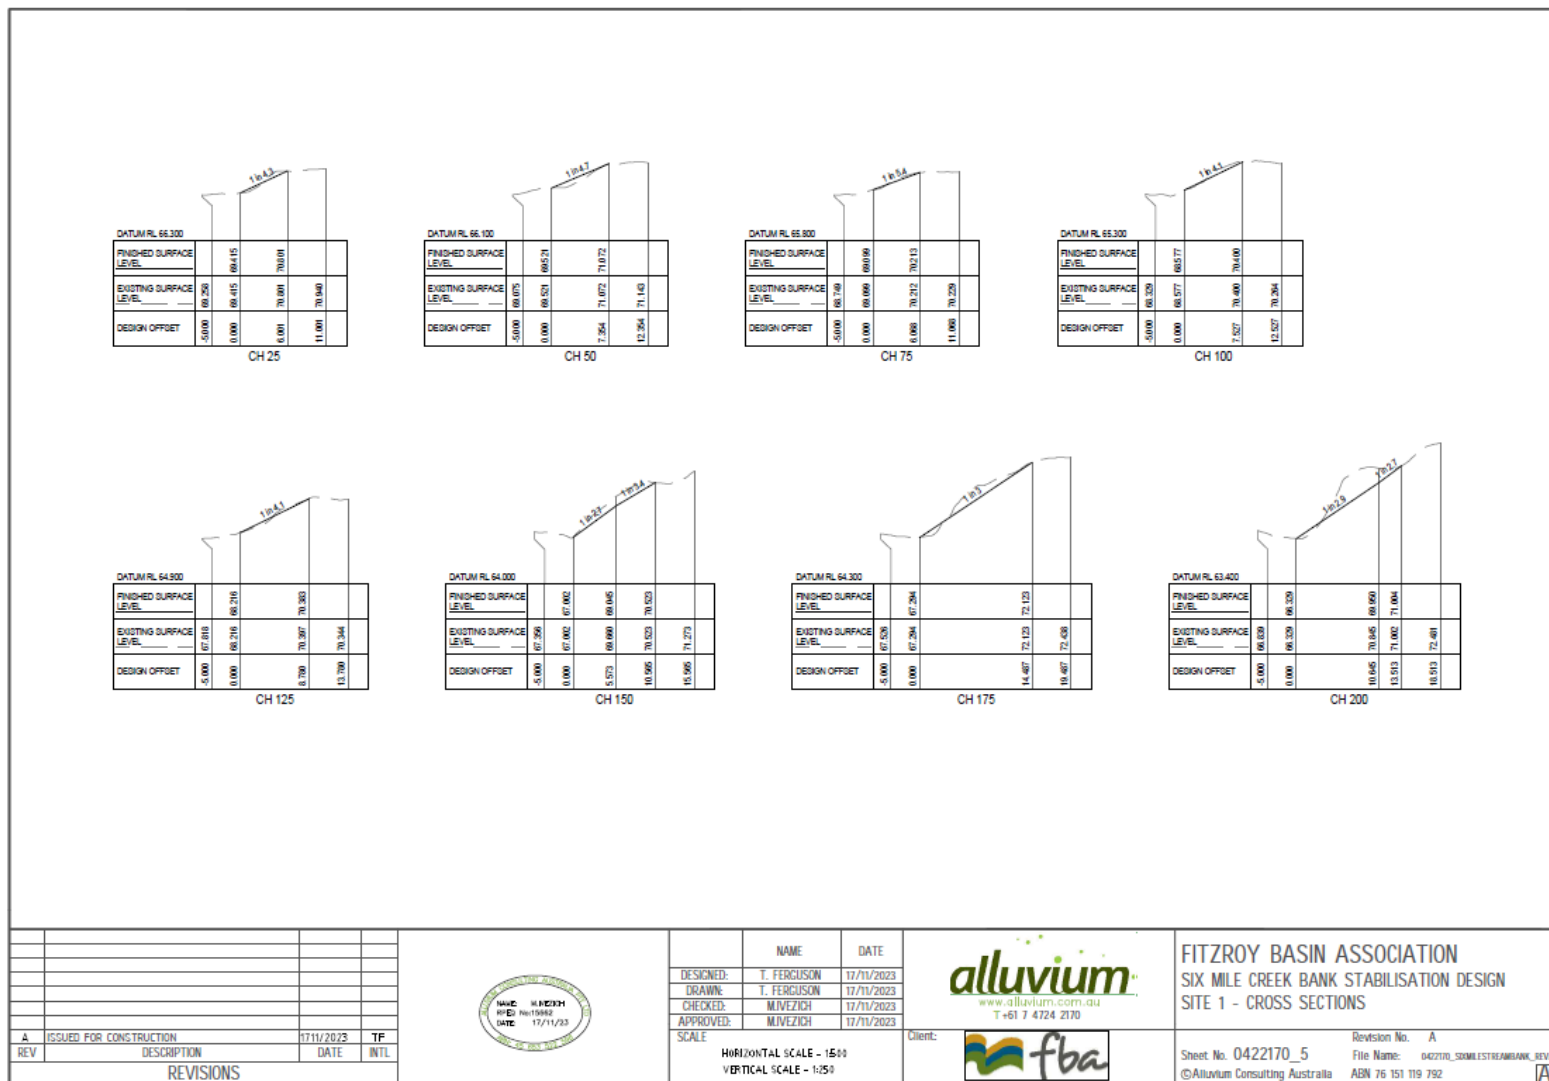 1 in 4.3
DATUM RL 66.300
FINISHED SURFACE LEVEL 69.415 70.801
EXISTING SURFACE LEVEL 69.258 69.415 70.801 70.940
DESIGN OFFSET -5.000 0.000 6.001 11.001
CH 25
1 in 4.7
DATUM RL 66.100
FINISHED SURFACE LEVEL 69.521 71.072
EXISTING SURFACE LEVEL 69.075 69.521 71.072 71.143
DESIGN OFFSET -5.000 0.000 7.354 12.354
CH 50
1 in 5.4
DATUM RL 65.800
FINISHED SURFACE LEVEL 69.099 70.213
EXISTING SURFACE LEVEL 68.749 69.099 70.212 70.229
DESIGN OFFSET -5.000 0.000 6.068 11.068
CH 75
1 in 4.1
DATUM RL 65.300
FINISHED SURFACE LEVEL 68.577 70.400
EXISTING SURFACE LEVEL 68.329 68.577 70.400 70.264
DESIGN OFFSET -5.000 0.000 7.527 12.527
CH 100
1 in 4.1
DATUM RL 64.900
FINISHED SURFACE LEVEL 68.216 70.383
EXISTING SURFACE LEVEL 67.818 68.216 70.397 70.344
DESIGN OFFSET -5.000 0.000 8.780 13.780
CH 125
1 in 2.7
1 in 3.4
DATUM RL 64.000
FINISHED SURFACE LEVEL 67.002 69.045 70.523
EXISTING SURFACE LEVEL 67.356 67.002 69.660 70.523 71.273
DESIGN OFFSET -5.000 0.000 5.573 10.565 15.565
CH 150
1 in 3
DATUM RL 64.300
FINISHED SURFACE LEVEL 67.294 72.123
EXISTING SURFACE LEVEL 67.526 67.294 72.123 72.438
DESIGN OFFSET -5.000 0.000 14.487 19.487
CH 175
1 in 2.9
1 in 2.7
DATUM RL 63.400
FINISHED SURFACE LEVEL 66.329 69.950 71.004
EXISTING SURFACE LEVEL 66.839 66.329 70.845 71.002 72.481
DESIGN OFFSET -5.000 0.000 10.645 13.513 18.513
CH 200
A ISSUED FOR CONSTRUCTION 1711/2023 TF
REV DESCRIPTION DATE INTL
REVISIONS
NAME: M.IVEZICH
RPEQ No:15862
DATE: 17/11/23
NAME DATE
DESIGNED: T. FERGUSON 17/11/2023
DRAWN: T. FERGUSON 17/11/2023
CHECKED: M.IVEZICH 17/11/2023
APPROVED: M.IVEZICH 17/11/2023
SCALE
HORIZONTAL SCALE - 1:500
VERTICAL SCALE - 1:250
alluvium
www.alluvium.com.au
T +61 7 4724 2170
Client:
fba
FITZROY BASIN ASSOCIATION
SIX MILE CREEK BANK STABILISATION DESIGN
SITE 1 - CROSS SECTIONS
Revision No. A
Sheet No. 0422170_5
File Name: 0422170_SIXMILESTREAMBANK_REV
©Alluvium Consulting Australia ABN 76 151 119 792
A